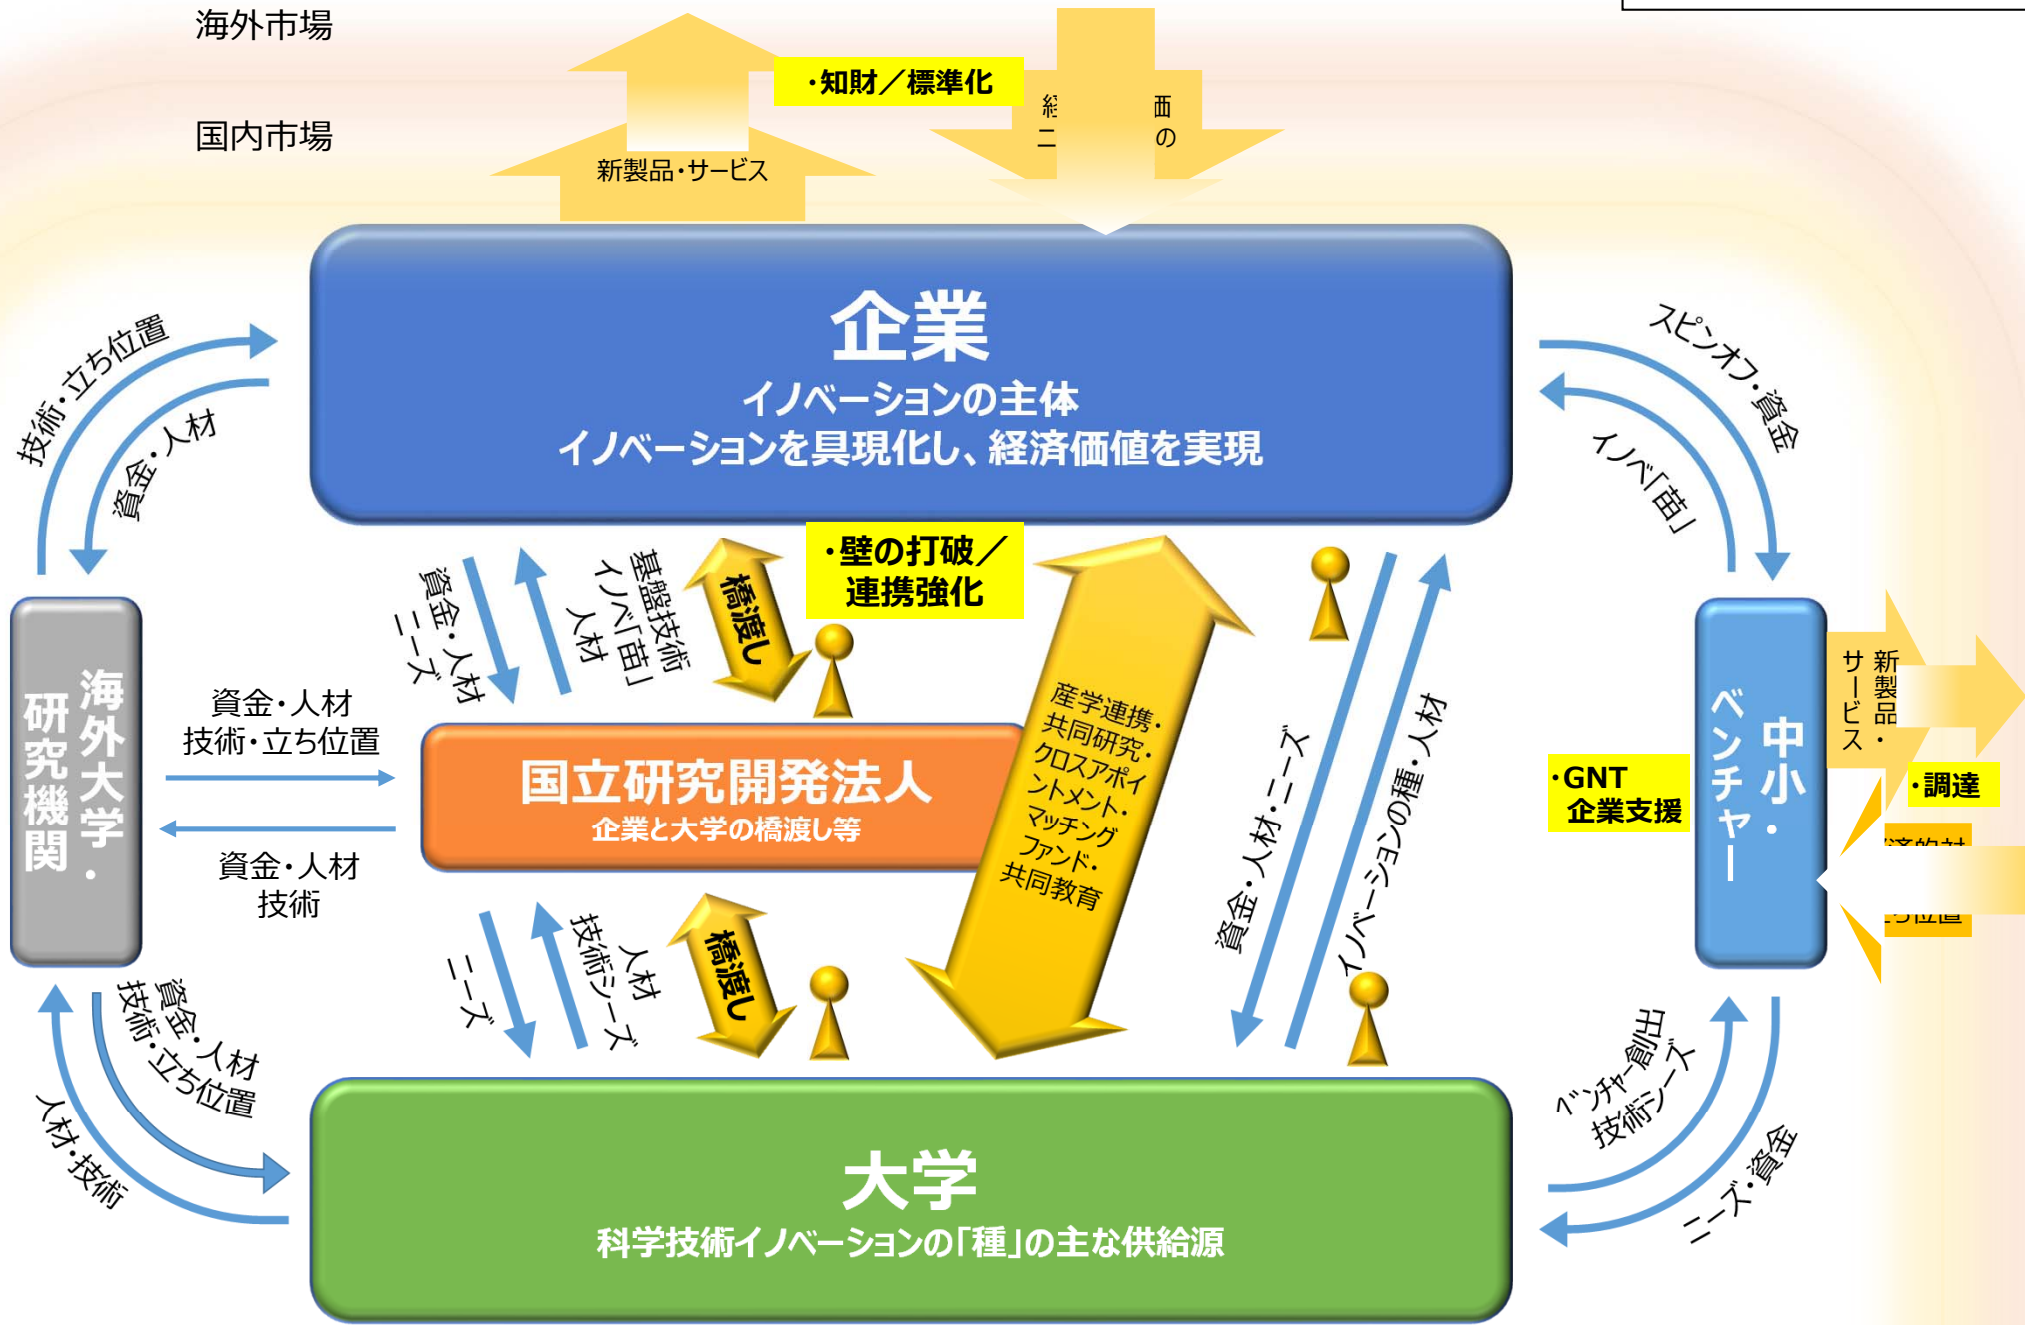 海外市場
国内市場
・知財／標準化
新製品・サービス
経 価
ニ の
企業
イノベーションの主体
イノベーションを具現化し、経済価値を実現
技術・立ち位置
資金・人材
スピンオフ・資金
イノベ「苗」
・壁の打破／
連携強化
資金・人材
ニーズ
基盤技術
イノベ「苗」
人材
橋渡し
海外大学・
研究機関
資金・人材
技術・立ち位置
資金・人材
技術
国立研究開発法人
企業と大学の橋渡し等
産学連携・
共同研究・
クロスアポイ
ントメント・
マッチング
ファンド・
共同教育
資金・人材・ニーズ
イノベーションの種・人材
・GNT
企業支援
中小・
ベンチャー
新製品・
サービス
・調達
立ち位置
ニーズ
人材
技術シーズ
橋渡し
資金・人材
技術・立ち位置
人材・技術
ベンチャー創出
技術シーズ
ニーズ・資金
大学
科学技術イノベーションの「種」の主な供給源